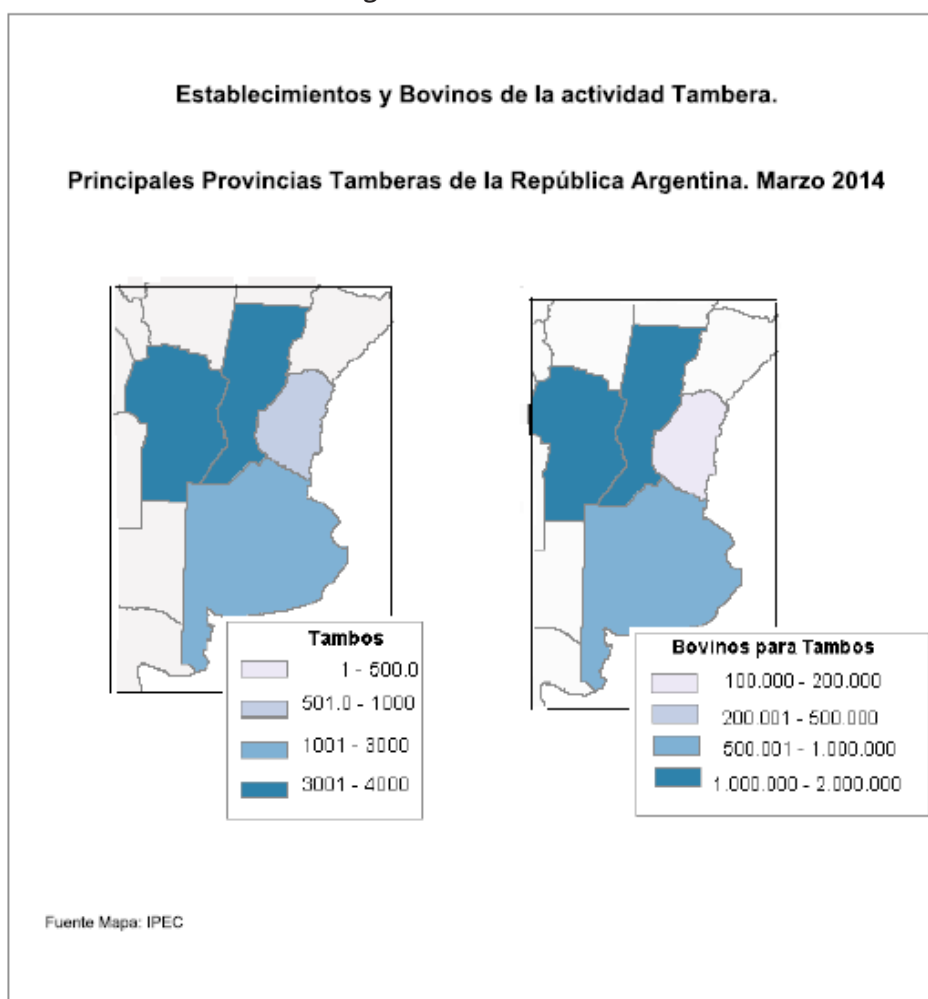 Establecimientos y Bovinos de la actividad Tambera.
Principales Provincias Tamberas de la República Argentina. Marzo 2014
Tambos
1 - 500.0
501.0 - 1000
1001 - 3000
3001 - 4000
Bovinos para Tambos
100.000 - 200.000
200.001 - 500.000
500.001 - 1.000.000
1.000.000 - 2.000.000
Fuente Mapa: IPEC